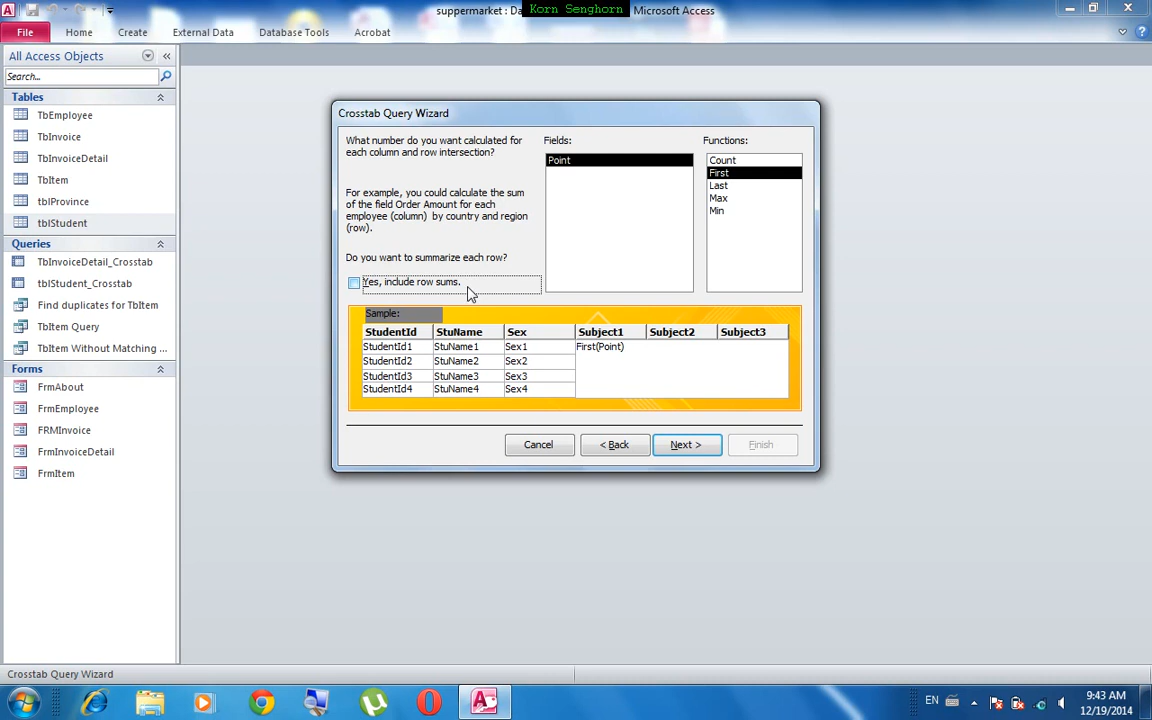 suppermarket : Da
Korn Senghorn
Microsoft Access
File
Home
Create
External Data
Database Tools
Acrobat
All Access Objects
Search...
Tables
TbEmployee
TbInvoice
TbInvoiceDetail
TbItem
tblProvince
tblStudent
Queries
TbInvoiceDetail_Crosstab
tblStudent_Crosstab
Find duplicates for TbItem
TbItem Query
TbItem Without Matching ...
Forms
FrmAbout
FrmEmployee
FRMInvoice
FrmInvoiceDetail
FrmItem
Crosstab Query Wizard
What number do you want calculated for
each column and row intersection?
For example, you could calculate the sum
of the field Order Amount for each
employee (column) by country and region
(row).
Do you want to summarize each row?
Yes, include row sums.
Fields:
Point
Functions:
Count
First
Last
Max
Min
Sample:
StudentId StuName Sex Subject1 Subject2 Subject3
StudentId1 StuName1 Sex1 First(Point)
StudentId2 StuName2 Sex2
StudentId3 StuName3 Sex3
StudentId4 StuName4 Sex4
Cancel
< Back
Next >
Finish
Crosstab Query Wizard
EN
9:43 AM
12/19/2014